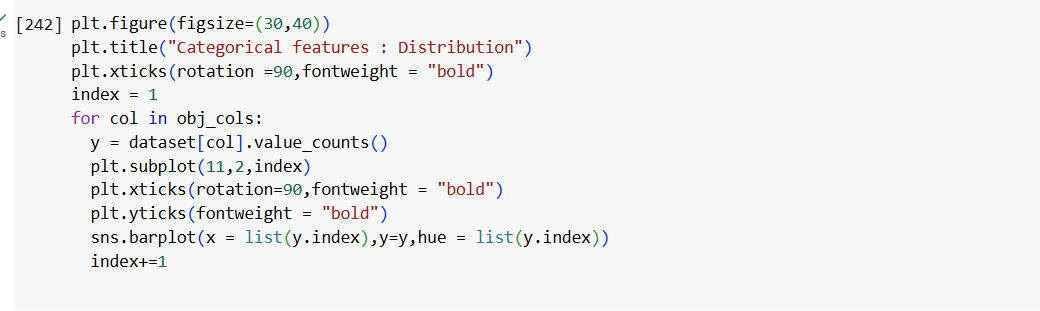 [242] plt.figure(figsize=(30,40))
plt.title("Categorical features : Distribution")
plt.xticks(rotation =90,fontweight = "bold")
index = 1
for col in obj_cols:
  y = dataset[col].value_counts()
  plt.subplot(11,2,index)
  plt.xticks(rotation=90,fontweight = "bold")
  plt.yticks(fontweight = "bold")
  sns.barplot(x = list(y.index),y=y,hue = list(y.index))
  index+=1